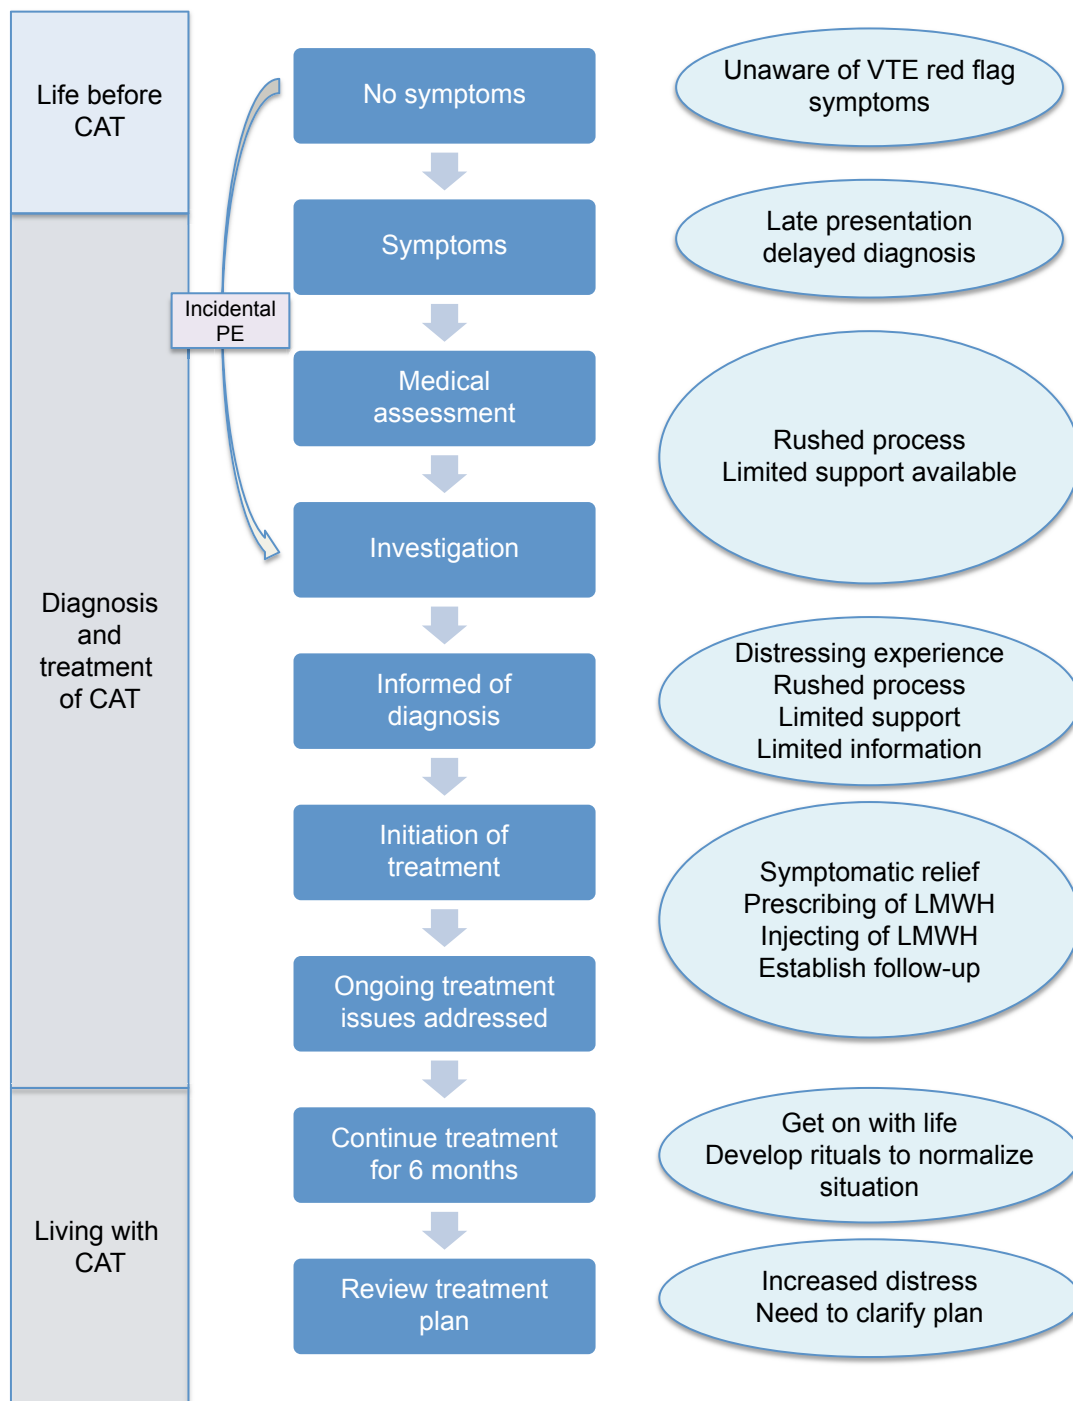 Life before
CAT
No symptoms
Unaware of VTE red flag
symptoms
Symptoms
Late presentation
delayed diagnosis
Incidental
PE
Medical
assessment
Rushed process
Limited support available
Investigation
Diagnosis
and
treatment
of CAT
Informed of
diagnosis
Distressing experience
Rushed process
Limited support
Limited information
Initiation of
treatment
Symptomatic relief
Prescribing of LMWH
Injecting of LMWH
Establish follow-up
Ongoing treatment
issues addressed
Living with
CAT
Continue treatment
for 6 months
Get on with life
Develop rituals to normalize
situation
Review treatment
plan
Increased distress
Need to clarify plan